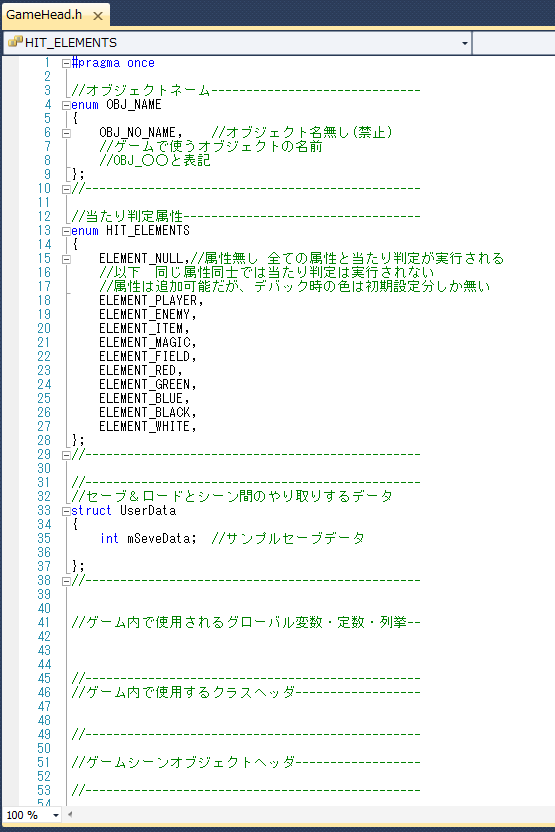 GameHead.h ×
HIT_ELEMENTS
1 #pragma once
2
3 //オブジェクトネーム------------------------------
4 enum OBJ_NAME
5 {
6 OBJ_NO_NAME, //オブジェクト名無し(禁止)
7 //ゲームで使うオブジェクトの名前
8 //OBJ_〇〇と表記
9 };
10 //------------------------------------------------
11
12 //当たり判定属性----------------------------------
13 enum HIT_ELEMENTS
14 {
15 ELEMENT_NULL,//属性無し 全ての属性と当たり判定が実行される
16 //以下 同じ属性同士では当たり判定は実行されない
17 //属性は追加可能だが、デバック時の色は初期設定分しか無い
18 ELEMENT_PLAYER,
19 ELEMENT_ENEMY,
20 ELEMENT_ITEM,
21 ELEMENT_MAGIC,
22 ELEMENT_FIELD,
23 ELEMENT_RED,
24 ELEMENT_GREEN,
25 ELEMENT_BLUE,
26 ELEMENT_BLACK,
27 ELEMENT_WHITE,
28 };
29 //------------------------------------------------
30
31 //------------------------------------------------
32 //セーブ＆ロードとシーン間のやり取りするデータ
33 struct UserData
34 {
35 int mSeveData; //サンプルセーブデータ
36
37 };
38 //------------------------------------------------
39
40
41 //ゲーム内で使用されるグローバル変数・定数・列挙--
42
43
44
45 //------------------------------------------------
46 //ゲーム内で使用するクラスヘッダ------------------
47
48
49 //------------------------------------------------
50
51 //ゲームシーンオブジェクトヘッダ------------------
52
53 //------------------------------------------------
54
100 %